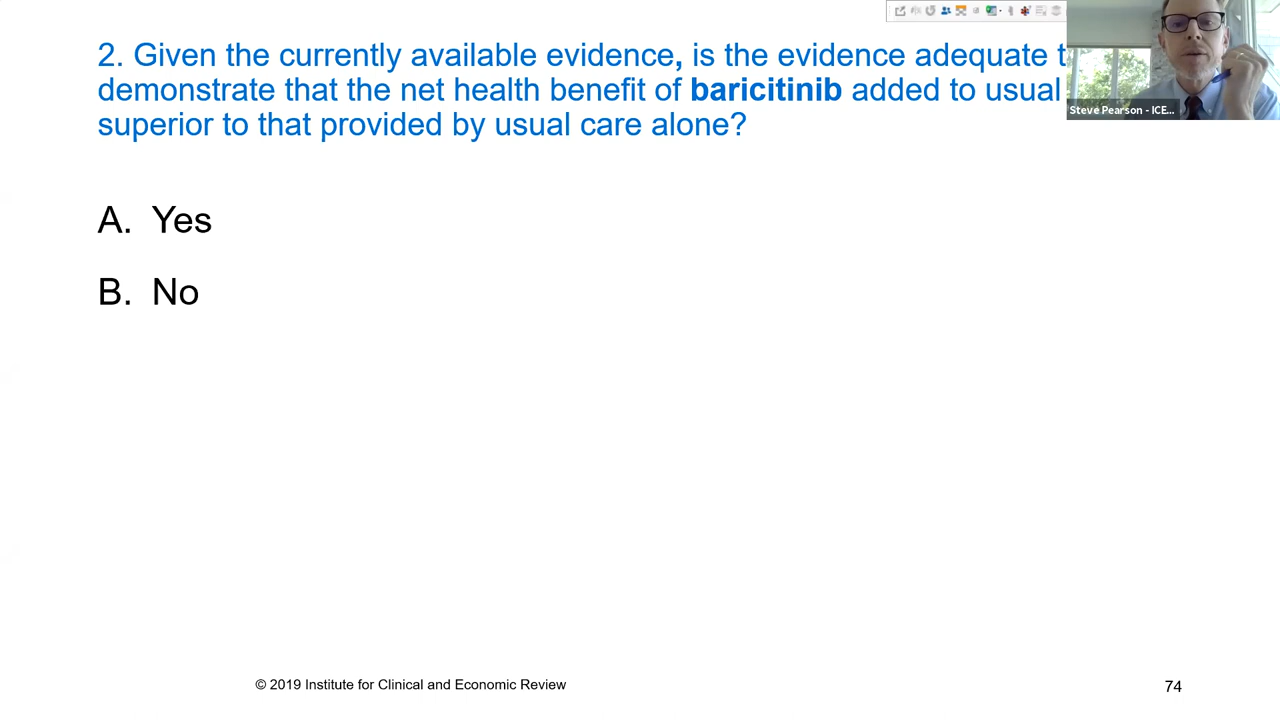 2. Given the currently available evidence, is the evidence adequate t
demonstrate that the net health benefit of baricitinib added to usual
superior to that provided by usual care alone?
Steve Pearson - ICE...
A. Yes
B. No
© 2019 Institute for Clinical and Economic Review
74